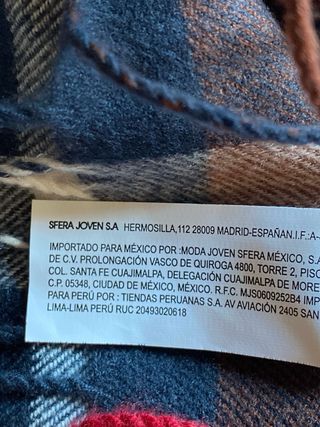 SFERA JOVEN S.A HERMOSILLA,112 28009 MADRID-ESPAÑAN.I.F.:A-
IMPORTADO PARA MÉXICO POR :MODA JOVEN SFERA MÉXICO, S.A
DE C.V. PROLONGACIÓN VASCO DE QUIROGA 4800, TORRE 2, PISO
COL. SANTA FE CUAJIMALPA, DELEGACIÓN CUAJIMALPA DE MORE
C.P. 05348, CIUDAD DE MÉXICO, MÉXICO. R.F.C. MJS0609252B4 IMPOR
PARA PERÚ POR : TIENDAS PERUANAS S.A. AV AVIACIÓN 2405 SAN
LIMA-LIMA PERÚ RUC 20493020618